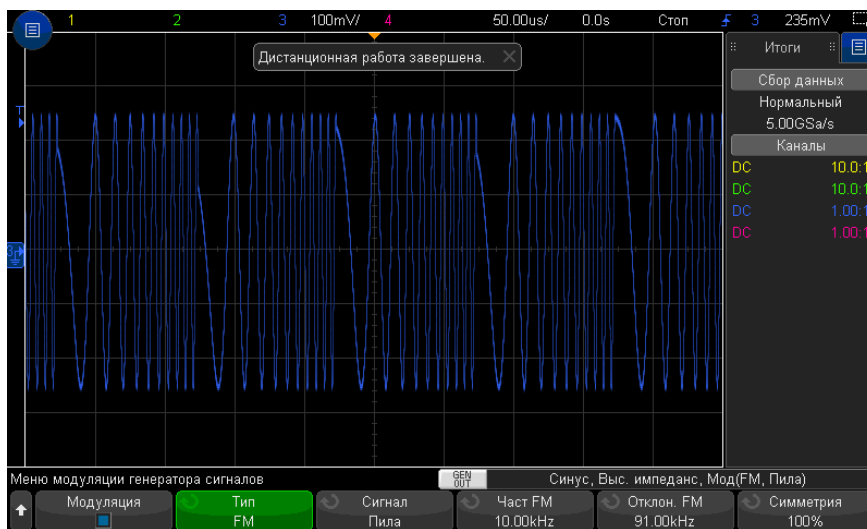 1 2 3 100mV/ 4 50.00us/ 0.0s Стоп 3 235mV
Дистанционная работа завершена.
Итоги
Сбор данных
Нормальный
5.00GSa/s
Каналы
DC 10.0:1
DC 10.0:1
DC 1.00:1
DC 1.00:1
T
3
Меню модуляции генератора сигналов
GEN OUT
Синус, Выс. импеданс, Мод(FM, Пила)
Модуляция
Тип
FM
Сигнал
Пила
Част FM
10.00kHz
Отклон. FM
91.00kHz
Симметрия
100%